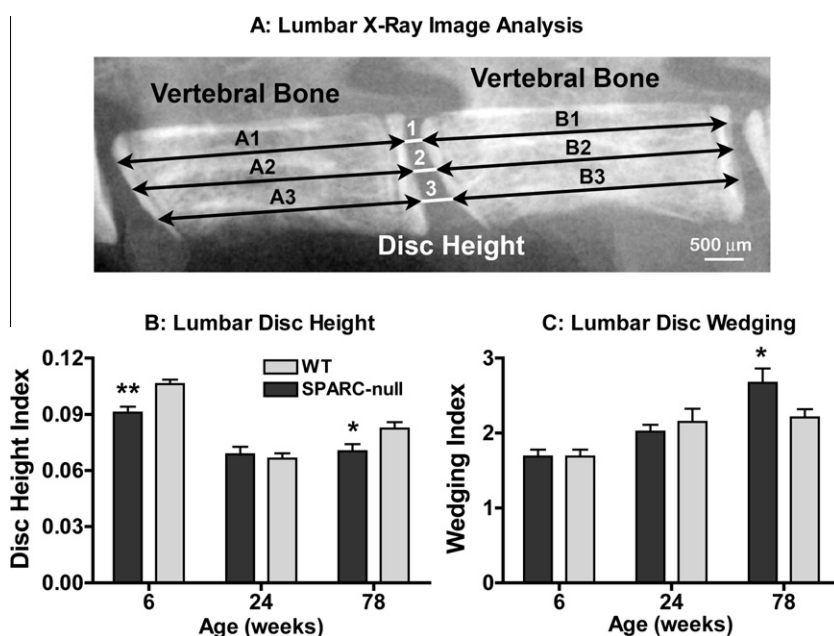 A: Lumbar X-Ray Image Analysis
Vertebral Bone
Vertebral Bone
A1
1
B1
A2
2
B2
A3
3
B3
Disc Height
500 µm
B: Lumbar Disc Height
Disc Height Index
0.12
0.09
0.06
0.03
0.00
**
*
WT
SPARC-null
6
24
78
Age (weeks)
C: Lumbar Disc Wedging
Wedging Index
3
2
1
0
*
6
24
78
Age (weeks)